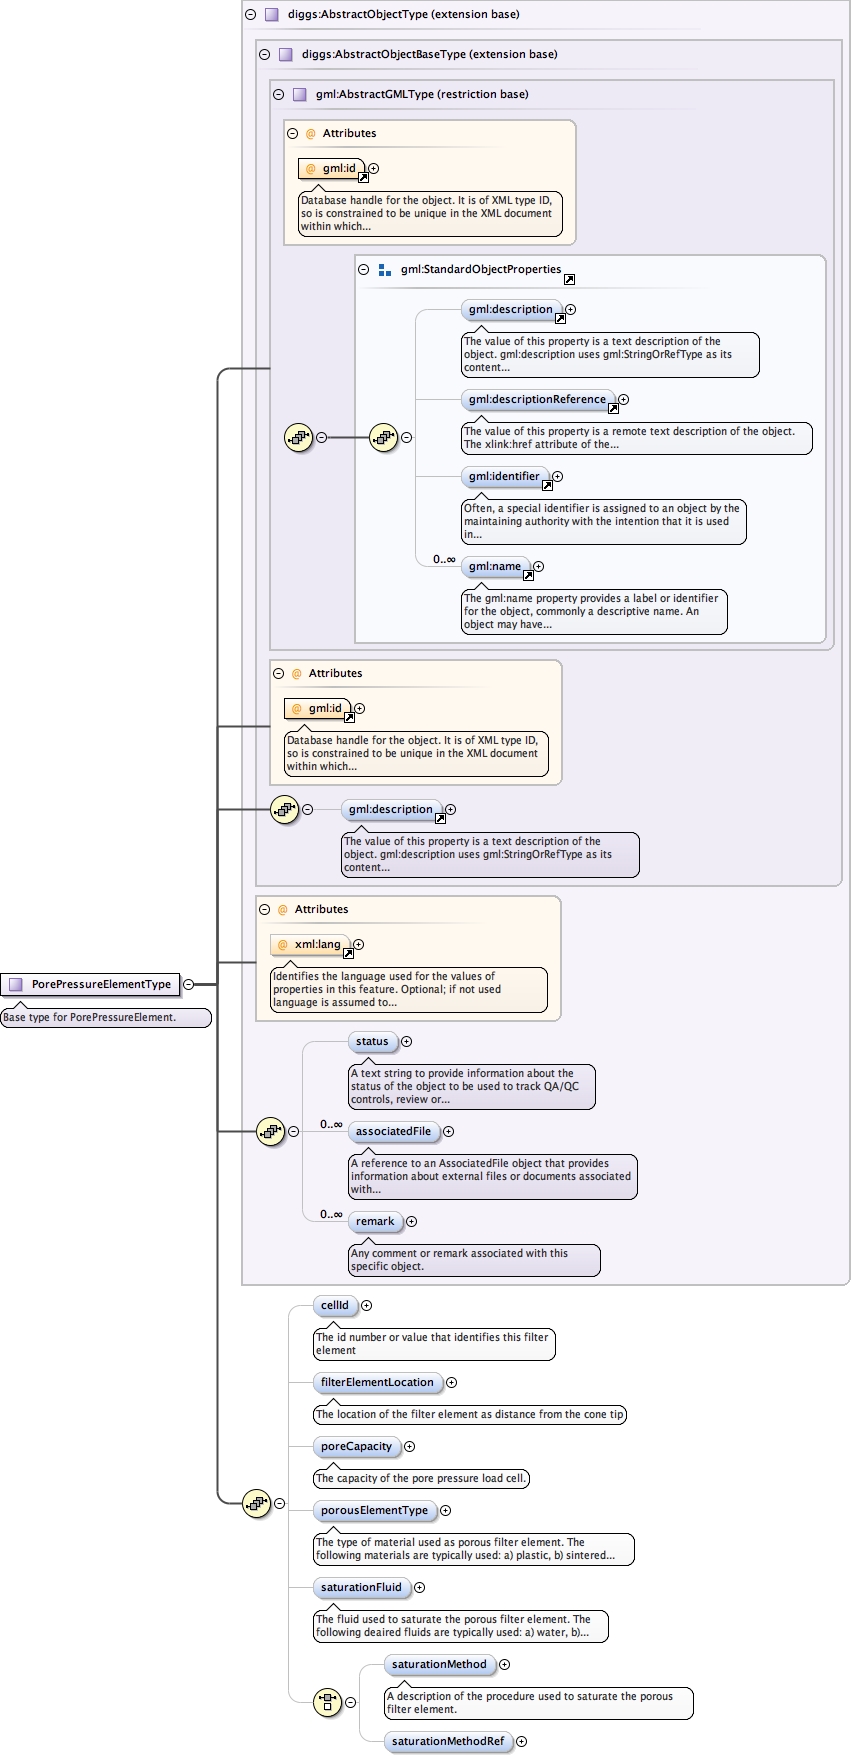 diggs:AbstractObjectType (extension base)
diggs:AbstractObjectBaseType (extension base)
gml:AbstractGMLType (restriction base)
@ Attributes
@ gml:id
Database handle for the object. It is of XML type ID,
so is constrained to be unique in the XML document
within which...
gml:StandardObjectProperties
gml:description
The value of this property is a text description of the
object. gml:description uses gml:StringOrRefType as its
content...
gml:descriptionReference
The value of this property is a remote text description of the object.
The xlink:href attribute of the...
gml:identifier
Often, a special identifier is assigned to an object by the
maintaining authority with the intention that it is used
in...
0..∞
gml:name
The gml:name property provides a label or identifier
for the object, commonly a descriptive name. An
object may have...
@ Attributes
@ gml:id
Database handle for the object. It is of XML type ID,
so is constrained to be unique in the XML document
within which...
gml:description
The value of this property is a text description of the
object. gml:description uses gml:StringOrRefType as its
content...
@ Attributes
@ xml:lang
Identifies the language used for the values of
properties in this feature. Optional; if not used
language is assumed to...
PorePressureElementType
Base type for PorePressureElement.
status
A text string to provide information about the
status of the object to be used to track QA/QC
controls, review or...
0..∞
associatedFile
A reference to an AssociatedFile object that provides
information about external files or documents associated
with...
0..∞
remark
Any comment or remark associated with this
specific object.
cellId
The id number or value that identifies this filter
element
filterElementLocation
The location of the filter element as distance from the cone tip
poreCapacity
The capacity of the pore pressure load cell.
porousElementType
The type of material used as porous filter element. The
following materials are typically used: a) plastic, b) sintered...
saturationFluid
The fluid used to saturate the porous filter element. The
following deaired fluids are typically used: a) water, b)...
saturationMethod
A description of the procedure used to saturate the porous
filter element.
saturationMethodRef